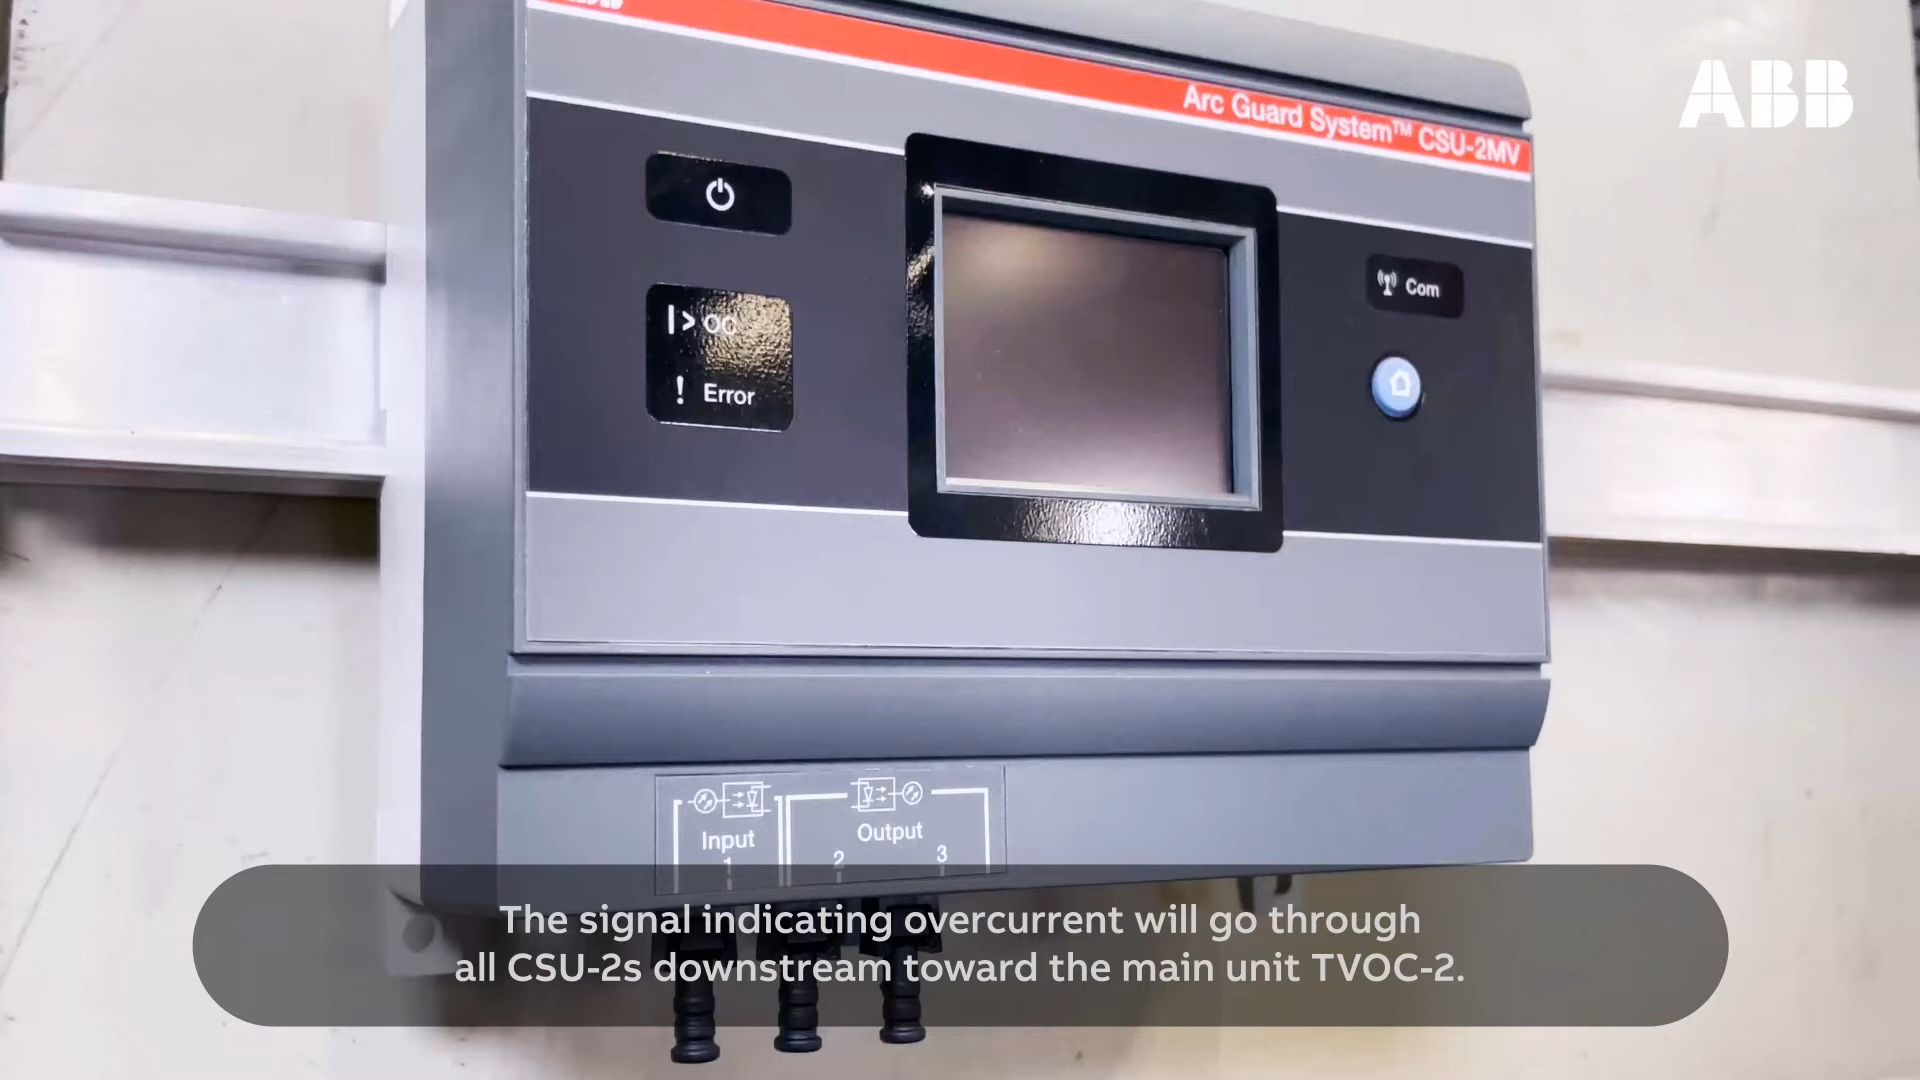 ABB
Arc Guard System™ CSU-2MV
Com
I> OC
! Error
Input
Output
1
2
3
The signal indicating overcurrent will go through
all CSU-2s downstream toward the main unit TVOC-2.